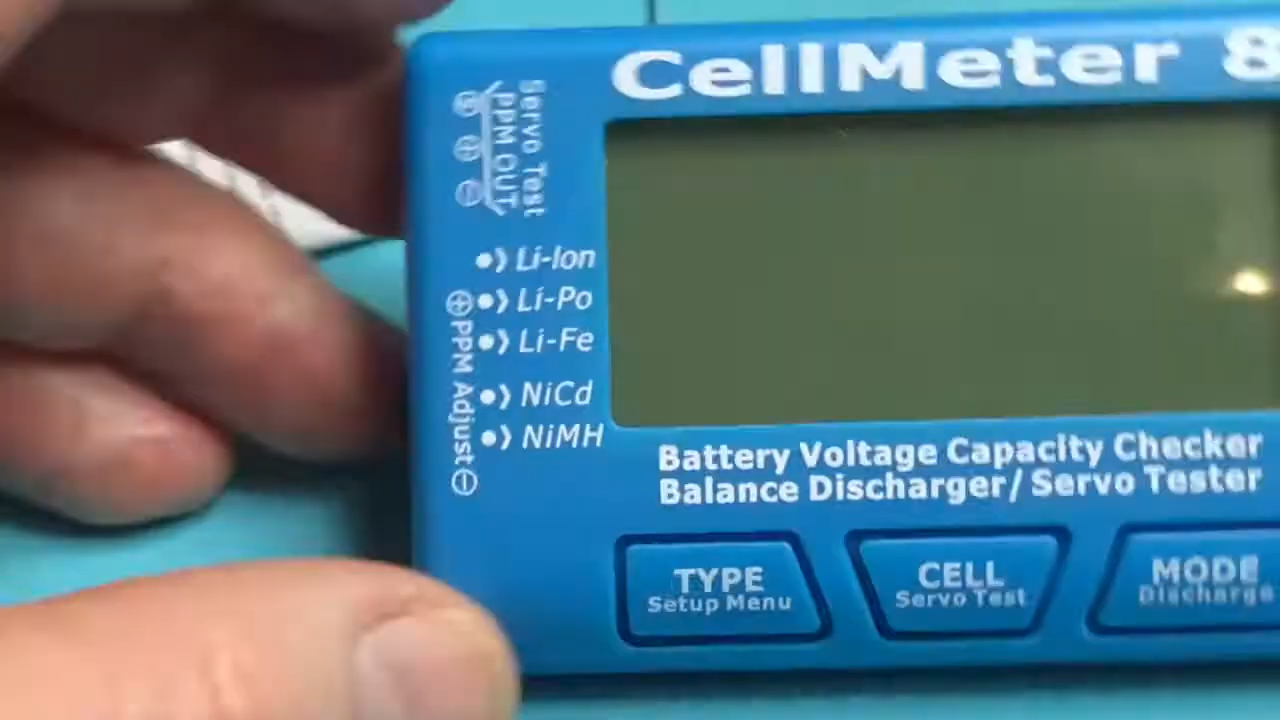 CellMeter 8
Servo Test
PPM OUT
Li-Ion
Li-Po
Li-Fe
NiCd
NiMH
PPM Adjust
Battery Voltage Capacity Checker
Balance Discharger/ Servo Tester
TYPE
Setup Menu
CELL
Servo Test
MODE
Discharge